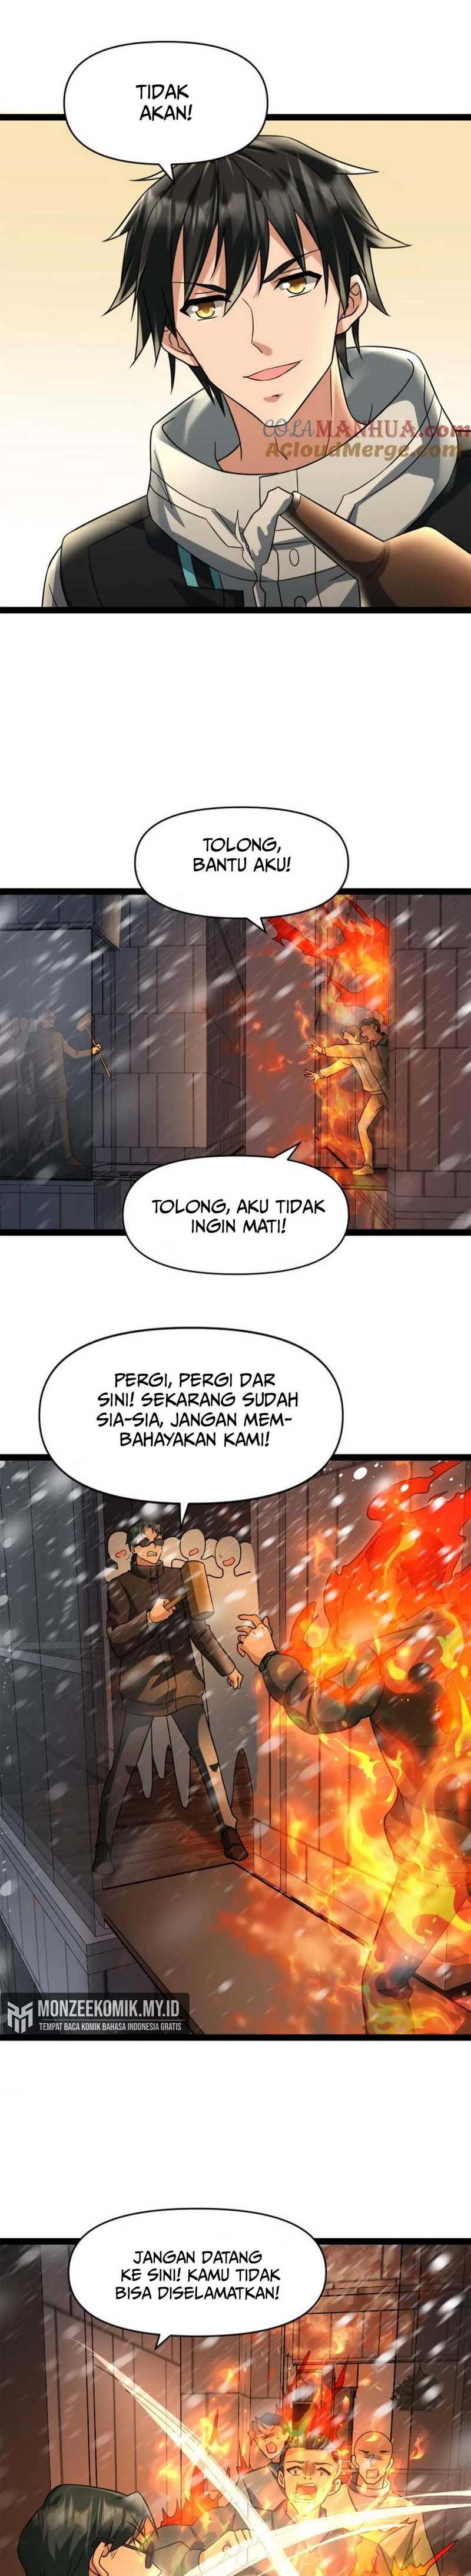 TIDAK
AKAN!
COLAMANHUA.com
ACloudMerge.com
TOLONG,
BANTU AKU!
TOLONG, AKU TIDAK
INGIN MATI!
PERGI, PERGI DAR
SINI! SEKARANG SUDAH
SIA-SIA, JANGAN MEM-
BAHAYAKAN KAMI!
MONZEEKOMIK.MY.ID
TEMPAT BACA KOMIK BAHASA INDONESIA GRATIS
JANGAN DATANG
KE SINI! KAMU TIDAK
BISA DISELAMATKAN!